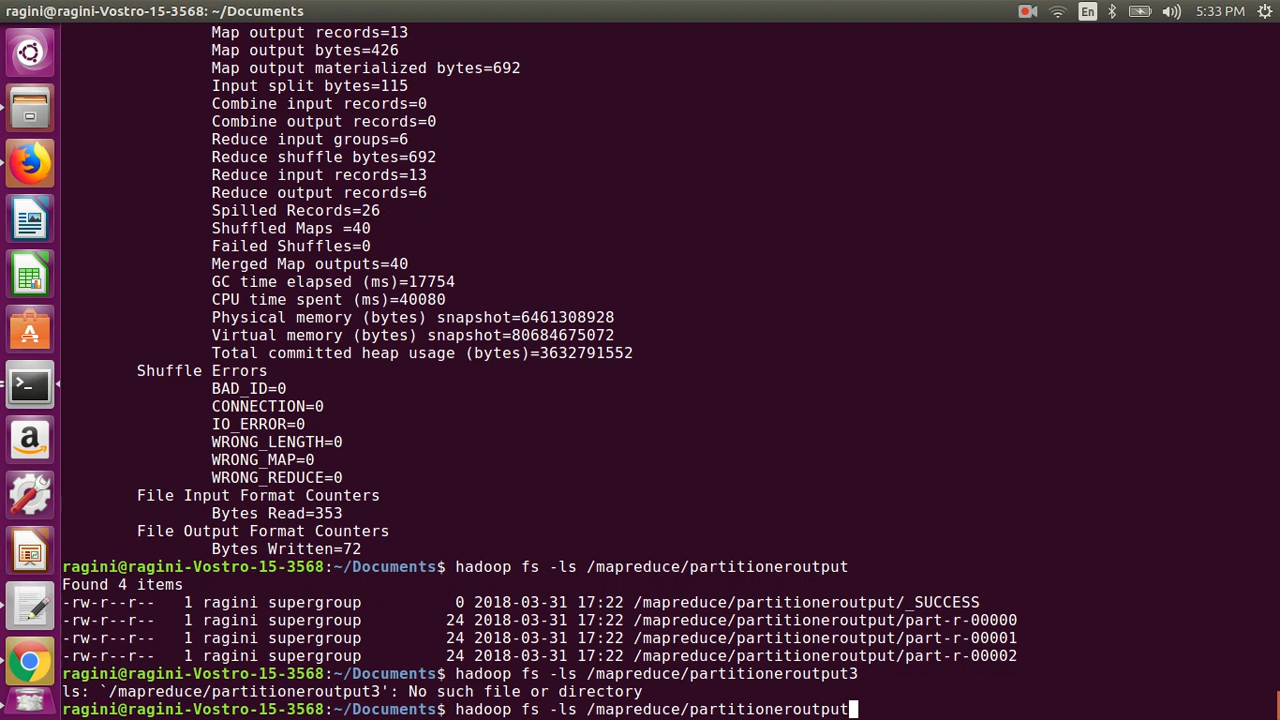 ragini@ragini-Vostro-15-3568: ~/Documents
En
5:33 PM
Map output records=13
Map output bytes=426
Map output materialized bytes=692
Input split bytes=115
Combine input records=0
Combine output records=0
Reduce input groups=6
Reduce shuffle bytes=692
Reduce input records=13
Reduce output records=6
Spilled Records=26
Shuffled Maps =40
Failed Shuffles=0
Merged Map outputs=40
GC time elapsed (ms)=17754
CPU time spent (ms)=40080
Physical memory (bytes) snapshot=6461308928
Virtual memory (bytes) snapshot=80684675072
Total committed heap usage (bytes)=3632791552
Shuffle Errors
BAD_ID=0
CONNECTION=0
IO_ERROR=0
WRONG_LENGTH=0
WRONG_MAP=0
WRONG_REDUCE=0
File Input Format Counters
Bytes Read=353
File Output Format Counters
Bytes Written=72
ragini@ragini-Vostro-15-3568:~/Documents$ hadoop fs -ls /mapreduce/partitioneroutput
Found 4 items
-rw-r--r--   1 ragini supergroup          0 2018-03-31 17:22 /mapreduce/partitioneroutput/_SUCCESS
-rw-r--r--   1 ragini supergroup         24 2018-03-31 17:22 /mapreduce/partitioneroutput/part-r-00000
-rw-r--r--   1 ragini supergroup         24 2018-03-31 17:22 /mapreduce/partitioneroutput/part-r-00001
-rw-r--r--   1 ragini supergroup         24 2018-03-31 17:22 /mapreduce/partitioneroutput/part-r-00002
ragini@ragini-Vostro-15-3568:~/Documents$ hadoop fs -ls /mapreduce/partitioneroutput3
ls: `/mapreduce/partitioneroutput3': No such file or directory
ragini@ragini-Vostro-15-3568:~/Documents$ hadoop fs -ls /mapreduce/partitioneroutput